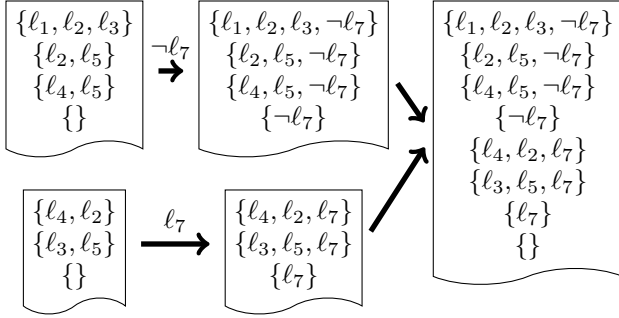 {ℓ₁, ℓ₂, ℓ₃}
{ℓ₂, ℓ₅}
{ℓ₄, ℓ₅}
{}
¬ℓ₇
{ℓ₁, ℓ₂, ℓ₃, ¬ℓ₇}
{ℓ₂, ℓ₅, ¬ℓ₇}
{ℓ₄, ℓ₅, ¬ℓ₇}
{¬ℓ₇}
{ℓ₄, ℓ₂}
{ℓ₃, ℓ₅}
{}
ℓ₇
{ℓ₄, ℓ₂, ℓ₇}
{ℓ₃, ℓ₅, ℓ₇}
{ℓ₇}
{ℓ₁, ℓ₂, ℓ₃, ¬ℓ₇}
{ℓ₂, ℓ₅, ¬ℓ₇}
{ℓ₄, ℓ₅, ¬ℓ₇}
{¬ℓ₇}
{ℓ₄, ℓ₂, ℓ₇}
{ℓ₃, ℓ₅, ℓ₇}
{ℓ₇}
{}